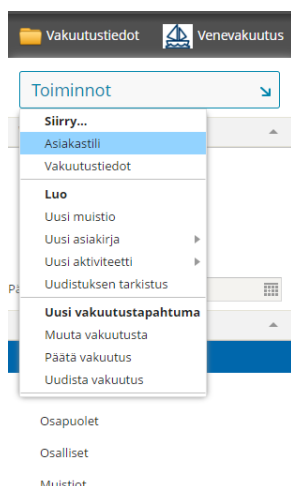 Vakuutustiedot Venevakuutus
Toiminnot
Siirry...
Asiakastili
Vakuutustiedot
Luo
Uusi muistio
Uusi asiakirja
Uusi aktiviteetti
Uudistuksen tarkistus
Uusi vakuutustapahtuma
Muuta vakuutusta
Päätä vakuutus
Uudista vakuutus
Osapuolet
Osalliset
Muistiot